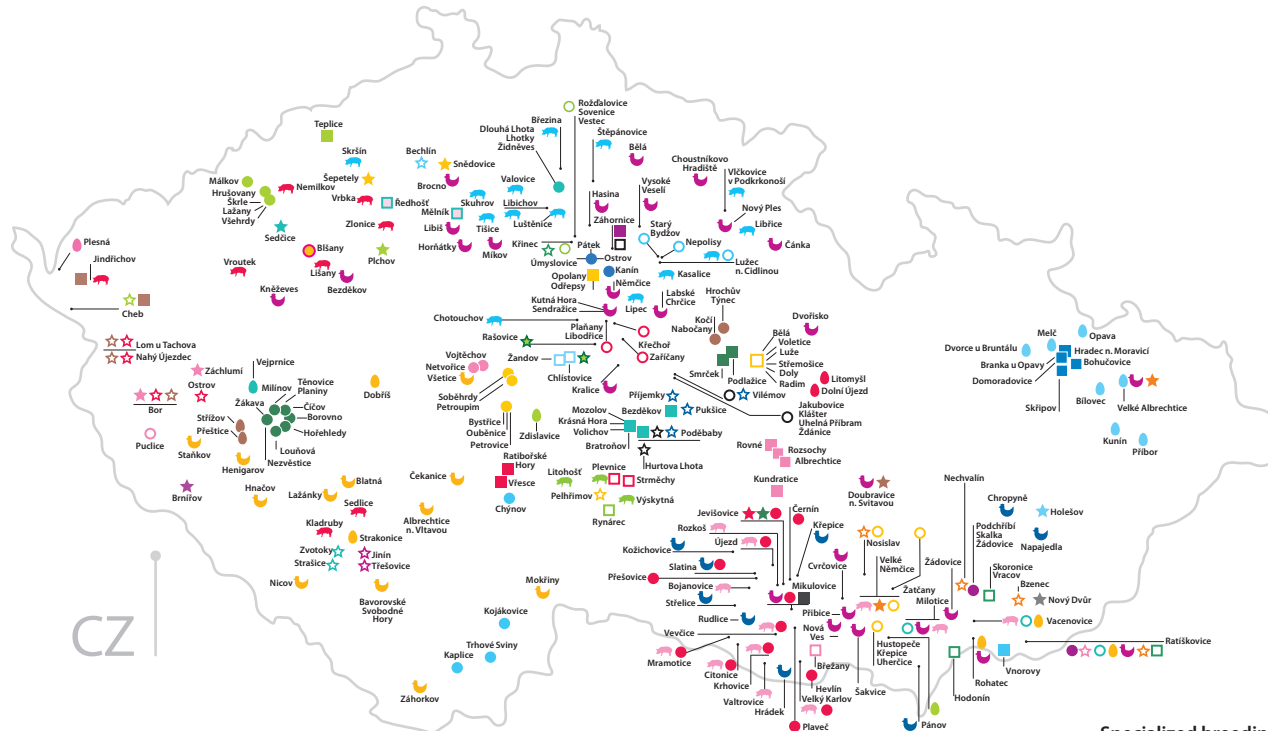 Rožďalovice
Sovenice
Vestec
Teplice
Březina
Dlouhá Lhota
Lhotky
Židněves
Štěpánovice
Bělá
Skršín
Bechlín
Snědovice
Choustníkovo
Hradiště
Vlčkovice
v Podkrkonoší
Málkov
Hrušovany
Škrle
Lažany
Všehrdy
Nemilkov
Šepetely
Vrbka
Brocno
Valovice
Vysoké
Veselí
Hasina
Ředhošť
Skuhrov
Libichov
Nový Ples
Mělník
Libiš
Tišice
Luštěnice
Záhornice
Starý
Bydžov
Libřice
Sedčice
Zlonice
Horňátky
Mikov
Křinec
Pátek
Nepolisy
Čánka
Plesná
Jindřichov
Blšany
Plchov
Úmyslovice
Ostrov
Lužec
n. Cidlinou
Vroutek
Lišany
Bezděkov
Opolany
Odřepsy
Kanín
Kasalice
Kněževes
Němčice
Cheb
Kutná Hora
Sendražice
Lipec
Labské
Chrčice
Hrochův
Týnec
Chotouchov
Plaňany
Libodřice
Kočí
Nabočany
Dvořisko
Rašovice
Křečhoř
Bělá
Voletice
Luže
Střemošice
Doly
Radim
Melč
Opava
Dvorce u Bruntálu
Hradec n. Moravicí
Bohučovice
Branka u Opavy
Domoradovice
Lom u Tachova
Nahý Újezdec
Vojtěchov
Netvořice
Všetice
Žandov
Zaříčany
Záchlumí
Vejprnice
Chlístovice
Smrček
Podlažice
Litomyšl
Dolní Újezd
Ostrov
Milínov
Těnovice
Planiny
Dobříš
Soběhrdy
Petroupim
Kralice
Skřipov
Bílovec
Velké Albrechtice
Bor
Žákava
Čičov
Borovno
Příjemky
Vilémov
Jakubovice
Klášter
Uhelná Příbram
Ždánice
Střížov
Přeštice
Hořehledy
Mozolov
Krásná Hora
Volichov
Bezděkov
Pukšice
Kunín
Příbor
Puclice
Staňkov
Louňová
Nezvěstice
Bystřice
Ouběnice
Petrovice
Zdislavice
Bratroňov
Poděbaby
Rovné
Rozsochy
Albrechtice
Henigarov
Ratibořské
Hory
Hurtova Lhota
Brnířov
Hnačov
Blatná
Lažánky
Sedlice
Čekanice
Vřesce
Litohošť
Plevnice
Strměchy
Kundratice
Doubravice
n. Svitavou
Nechvalín
Chropyně
Chýnov
Pelhřimov
Výskytná
Holešov
Kladruby
Albrechtice
n. Vltavou
Rynárec
Jevišovice
Černín
Podchřibí
Skalka
Žádovice
Napajedla
Strakonice
Rozkoš
Křepice
Nosislav
Zvotoky
Strašice
Jinín
Třešovice
Kožichovice
Újezd
Velké
Němčice
Žádovice
Skoronice
Vracov
Slatina
Cvrčovice
Bzenec
Nicov
Přešovice
Mikulovice
Žatčany
Nový Dvůr
Bavorovské
Svobodné
Hory
Mokřiny
Bojanovice
Milotice
Střelice
Přibice
Kojákovice
Rudlice
Vacenovice
Vevčice
Nová
Ves
Hustopeče
Křepice
Uherčice
Ratíškovice
Trhové Sviny
Kaplice
Mramotice
Břežany
Rohatec
Vnorovy
Citonice
Krhovice
Hevlín
Šakvice
Hodonín
Záhorkov
Valtrovice
Velký Karlov
Hrádek
Pánov
Plaveč
CZ